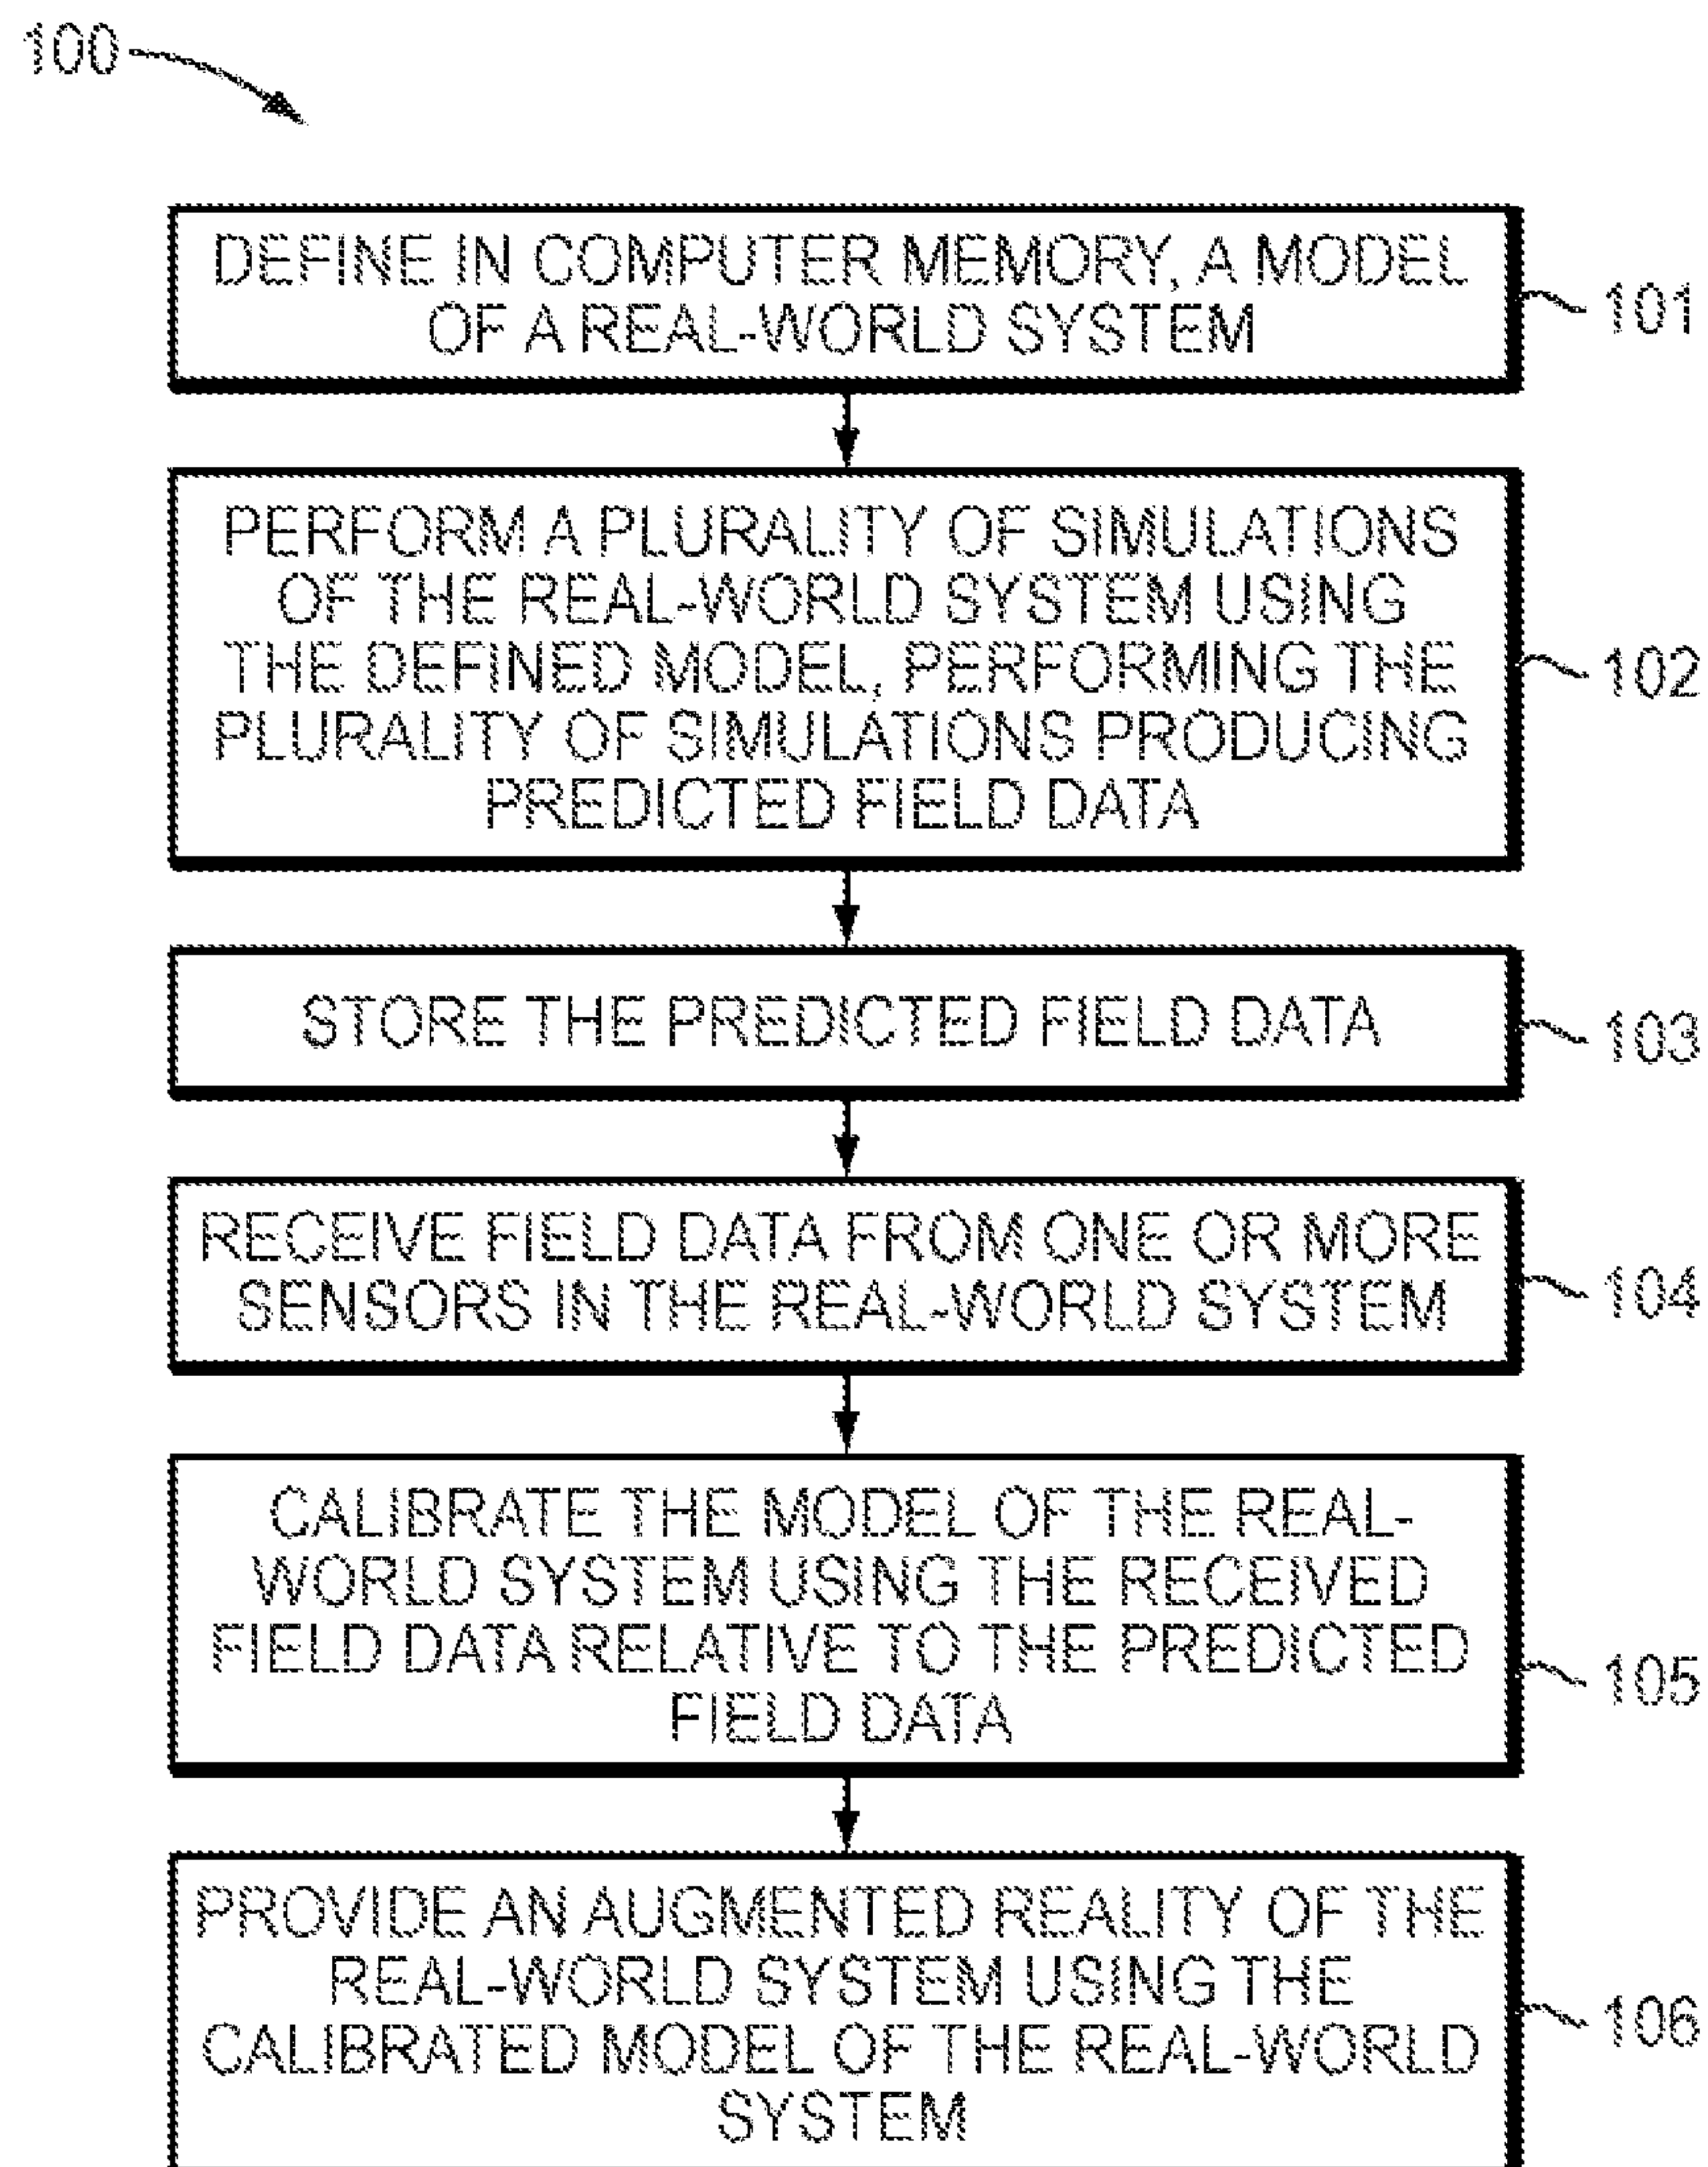 100
DEFINE IN COMPUTER MEMORY, A MODEL
OF A REAL-WORLD SYSTEM
101
PERFORM A PLURALITY OF SIMULATIONS
OF THE REAL-WORLD SYSTEM USING
THE DEFINED MODEL, PERFORMING THE
PLURALITY OF SIMULATIONS PRODUCING
PREDICTED FIELD DATA
102
STORE THE PREDICTED FIELD DATA
103
RECEIVE FIELD DATA FROM ONE OR MORE
SENSORS IN THE REAL-WORLD SYSTEM
104
CALIBRATE THE MODEL OF THE REAL-
WORLD SYSTEM USING THE RECEIVED
FIELD DATA RELATIVE TO THE PREDICTED
FIELD DATA
105
PROVIDE AN AUGMENTED REALITY OF THE
REAL-WORLD SYSTEM USING THE
CALIBRATED MODEL OF THE REAL-WORLD
SYSTEM
106